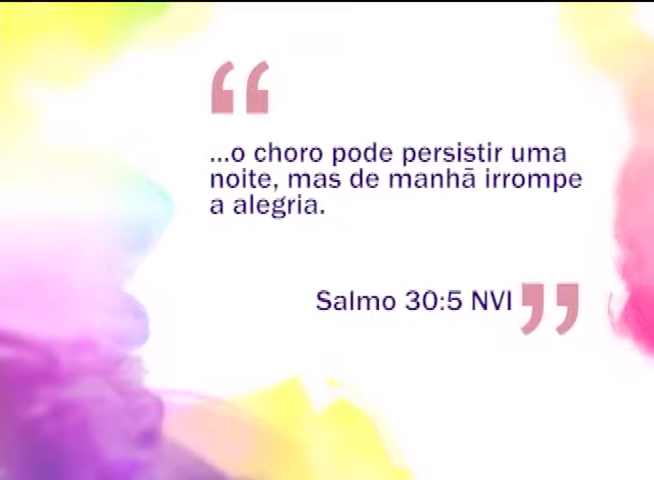 “
...o choro pode persistir uma
noite, mas de manhã irrompe
a alegria.
Salmo 30:5 NVI ”